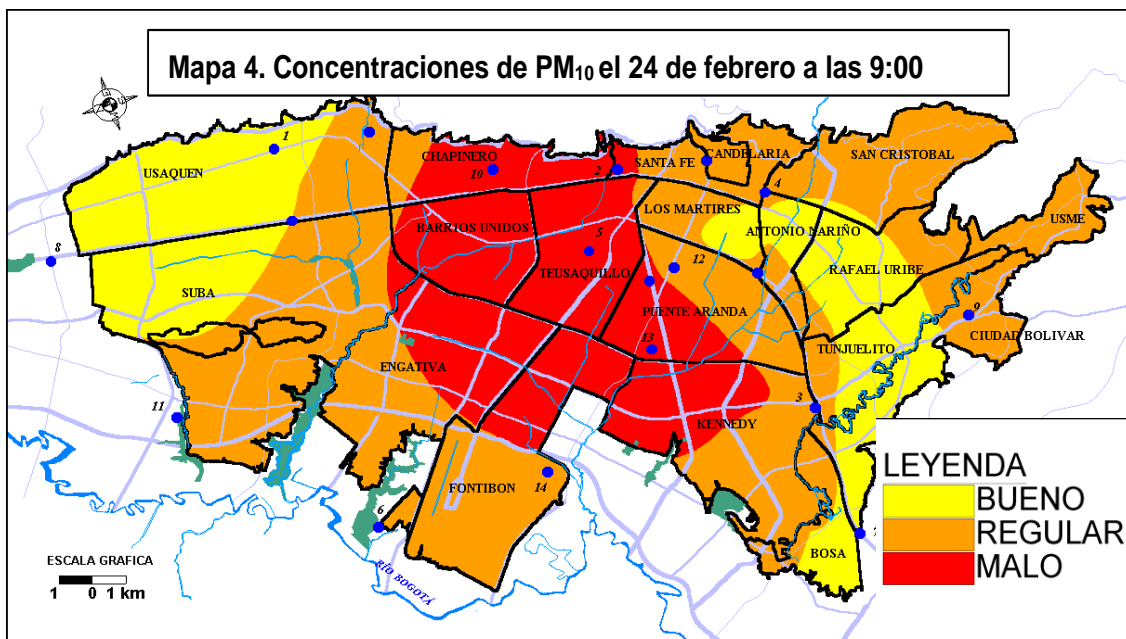 Mapa 4. Concentraciones de PM₁₀ el 24 de febrero a las 9:00
1
USAQUEN
CHAPINERO
10
2
SANTA FE
CANDELARIA
SAN CRISTOBAL
4
USME
8
BARRIOS UNIDOS
LOS MARTIRES
ANTONIO NARIÑO
5
12
TEUSAQUILLO
RAFAEL URIBE
SUBA
PUENTE ARANDA
9
CIUDAD BOLIVAR
13
TUNJUELITO
ENGATIVA
11
3
KENNEDY
FONTIBON
14
6
BOSA
RÍO BOGOTÁ
ESCALA GRAFICA
1 0 1 km
LEYENDA
BUENO
REGULAR
MALO